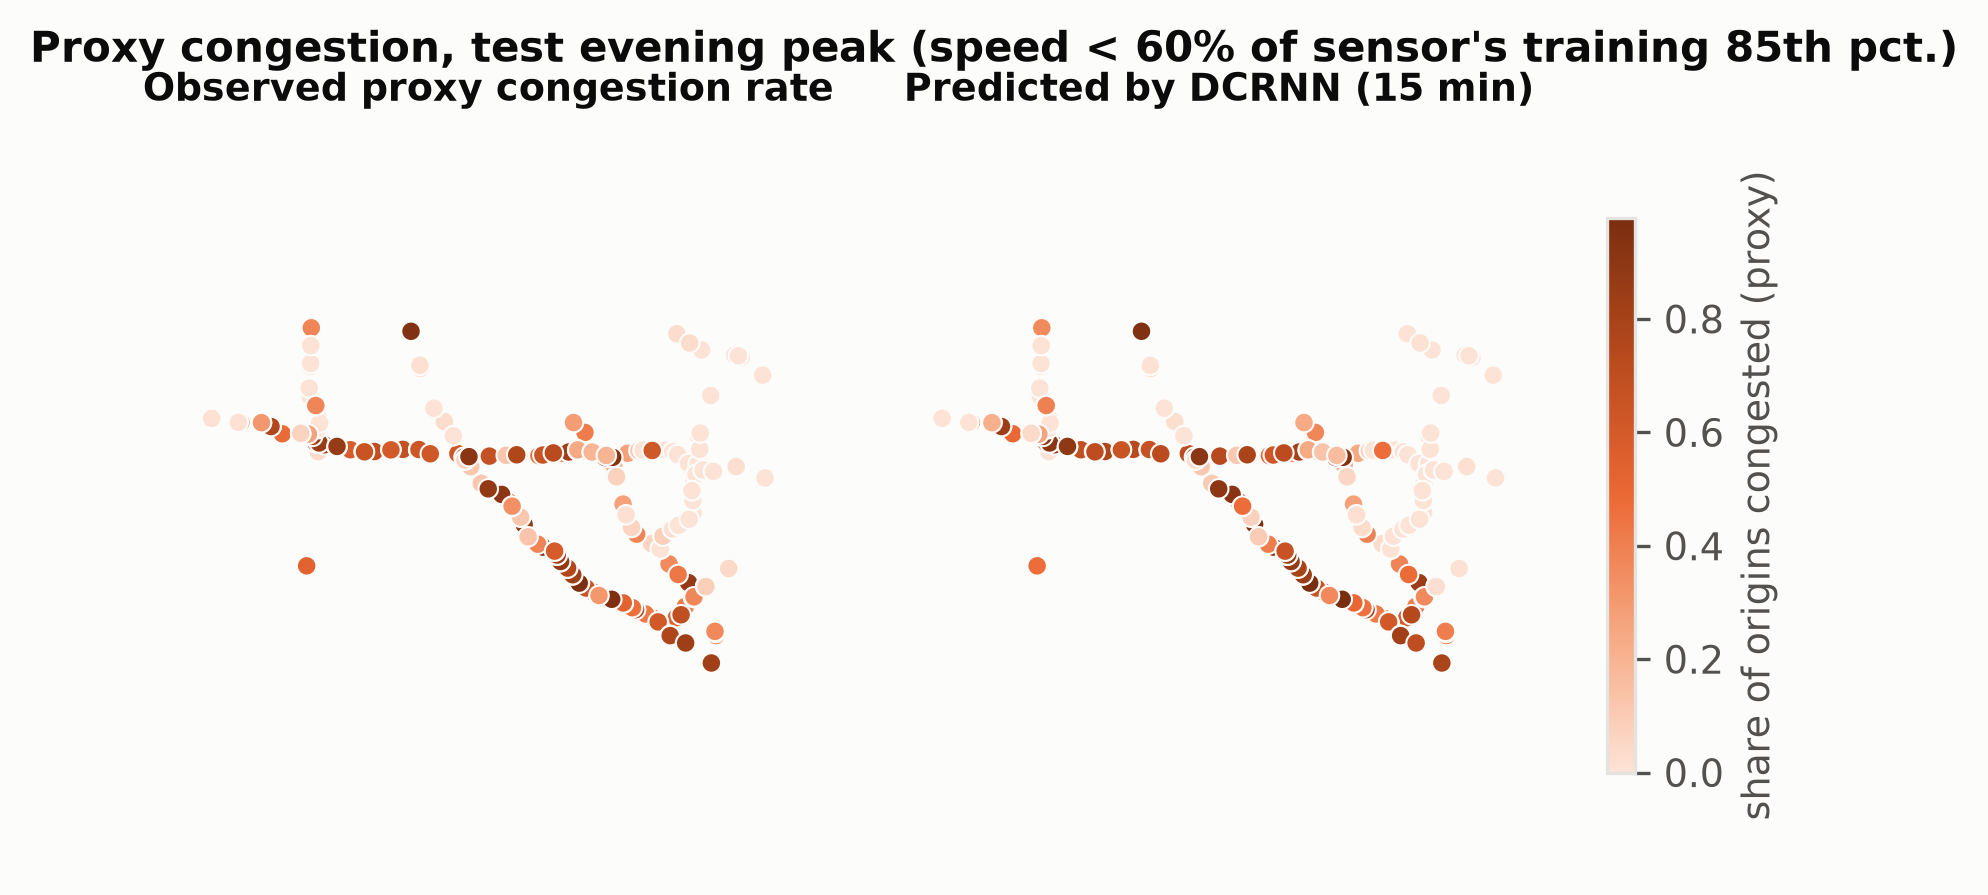 Proxy congestion, test evening peak (speed < 60% of sensor's training 85th pct.)
Observed proxy congestion rate
Predicted by DCRNN (15 min)
0.8
0.6
0.4
0.2
0.0
share of origins congested (proxy)